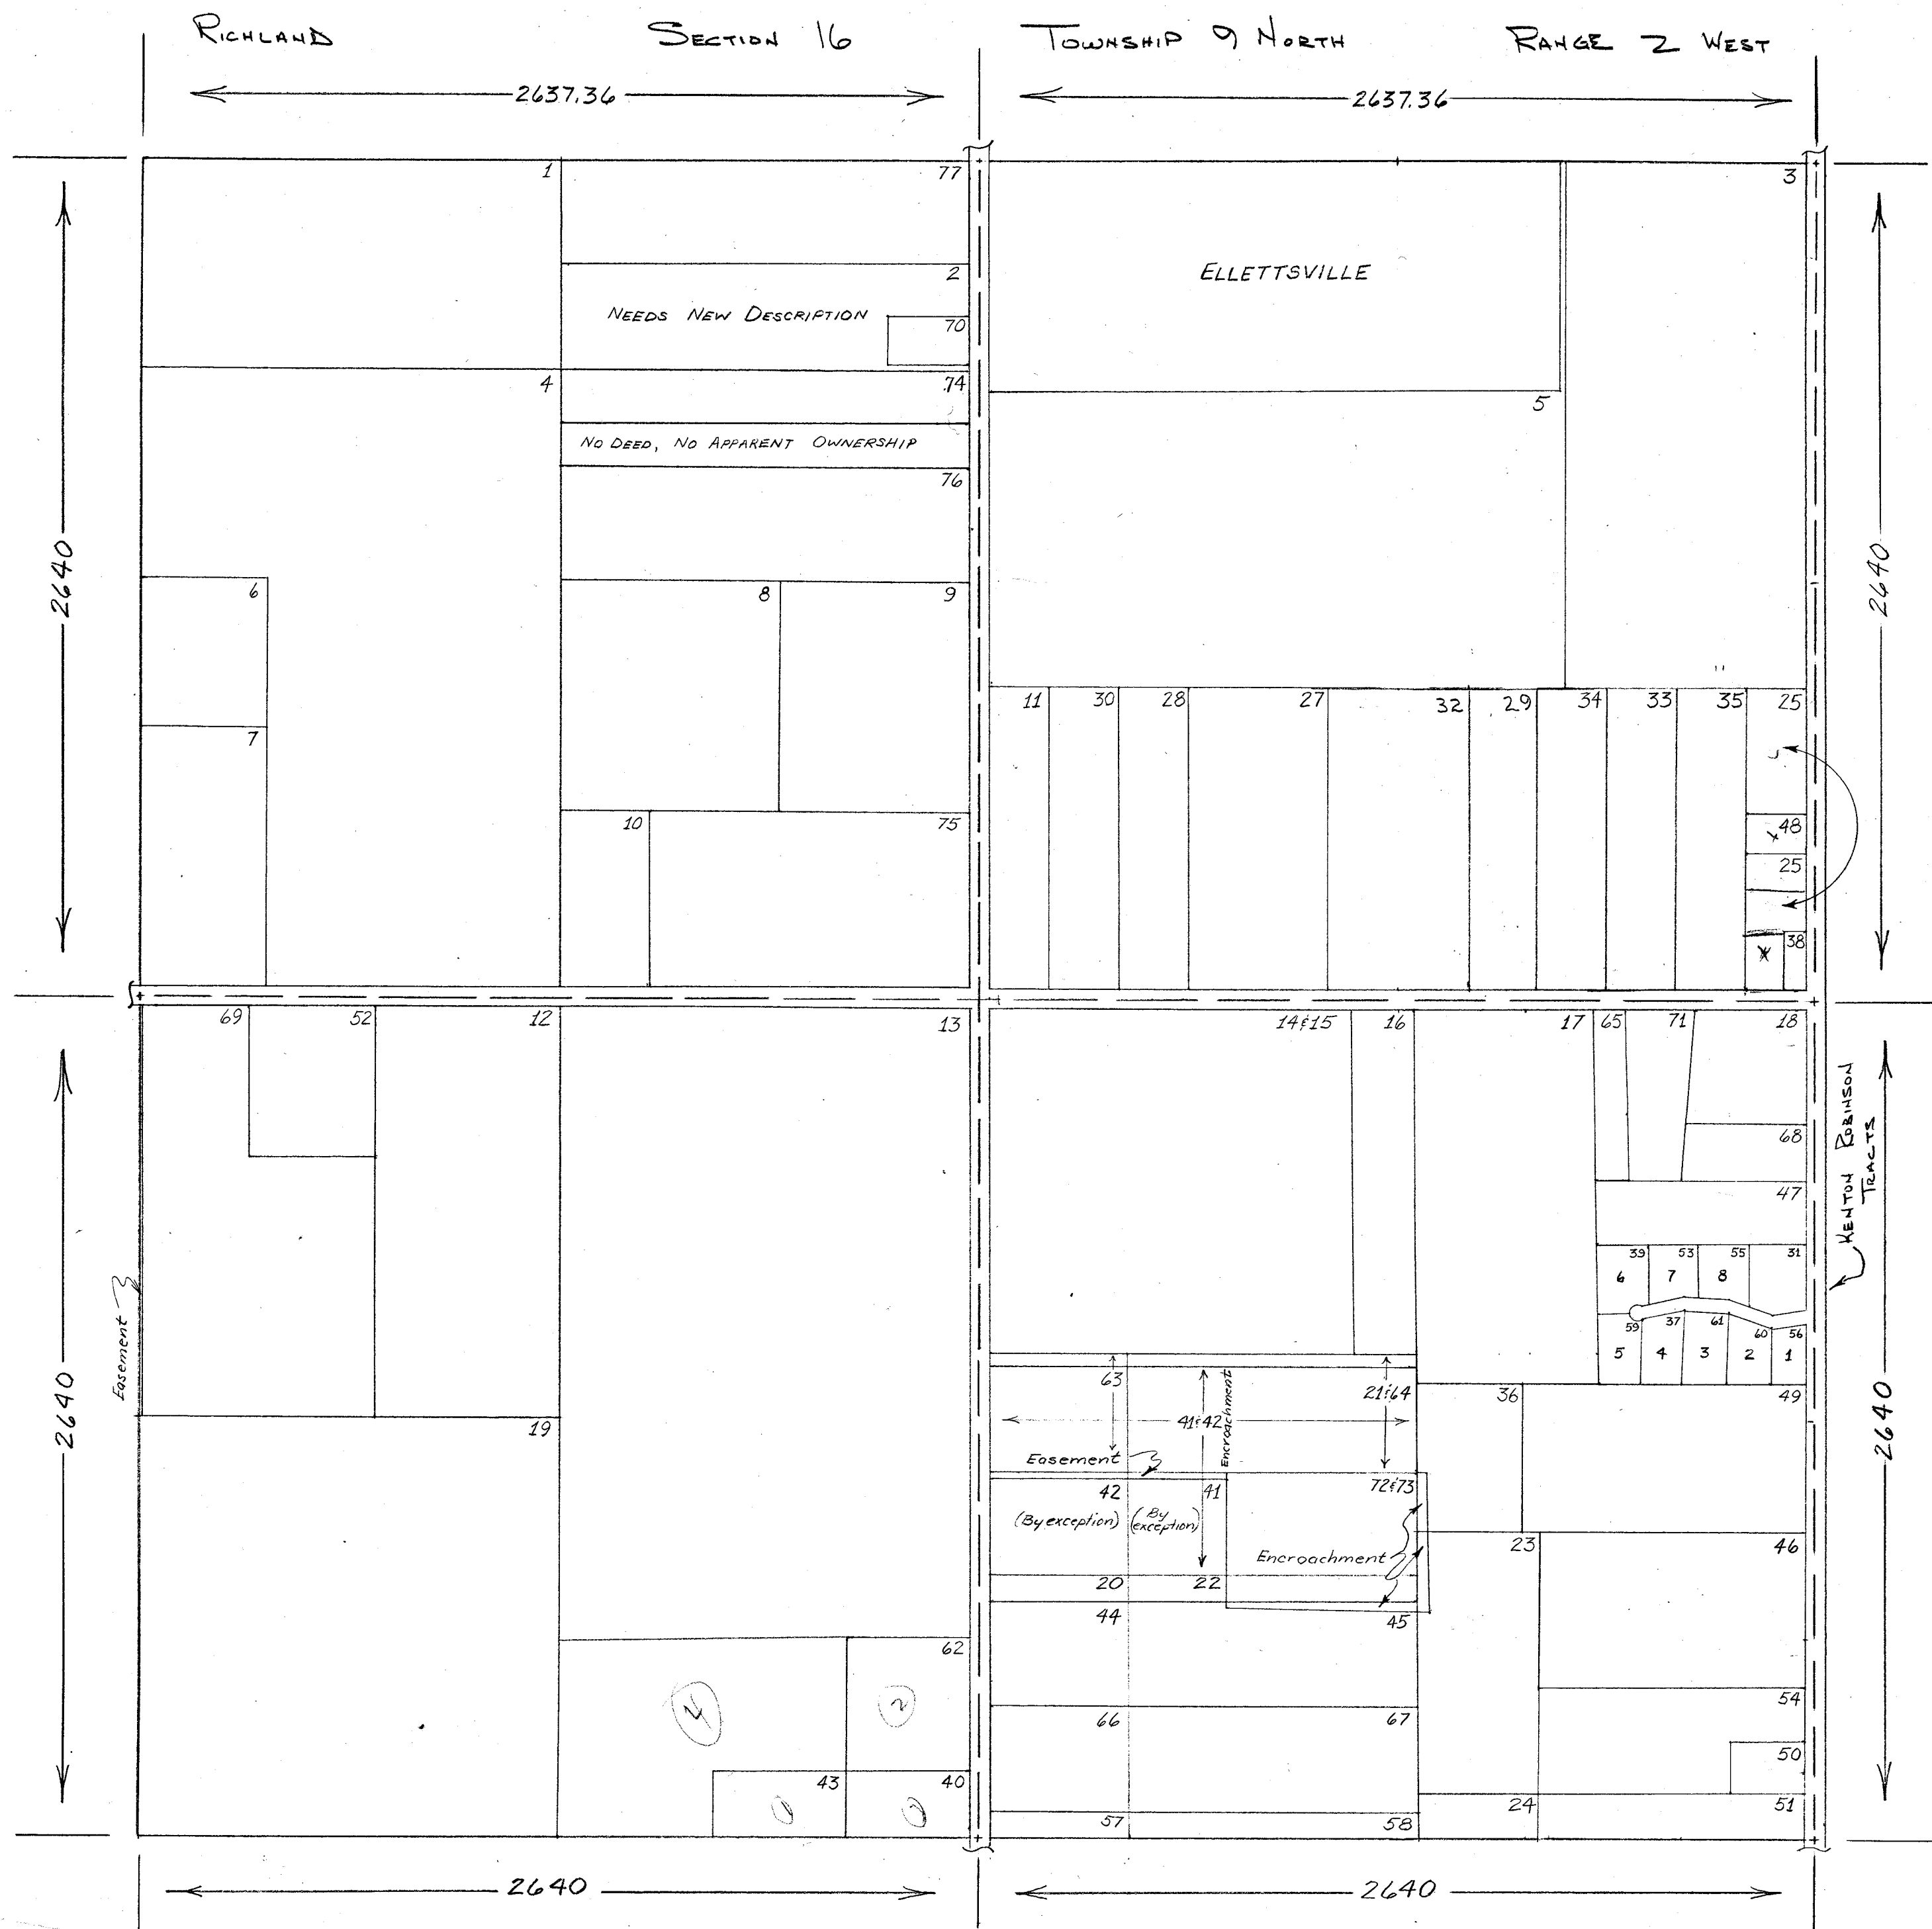 RICHLAND SECTION 16 TOWNSHIP 9 NORTH RANGE 2 WEST
2637.36 2637.36
1 77 3
2
ELLETTSVILLE
NEEDS NEW DESCRIPTION
70
4 74
5
NO DEED, NO APPARENT OWNERSHIP
76
2640
2640
6 8 9
11 30 28 27 32 29 34 33 35 25
7
10 75 48
25
38
69 52 12 13 14&15 16 17 65 71 18
68
47
KENTON ROBINSON
TRACTS
39 53 55 31
6 7 8
59 37 61 60 56
5 4 3 2 1
Easement
63 21&64 36 49
Encroachment
2640
2640
19
41&42
Easement
42 41 72&73
(By exception) (By
exception)
23 46
Encroachment
20 22
44 45
62
4 2
54
66 67
50
43 40
24 51
57 58
2640 2640